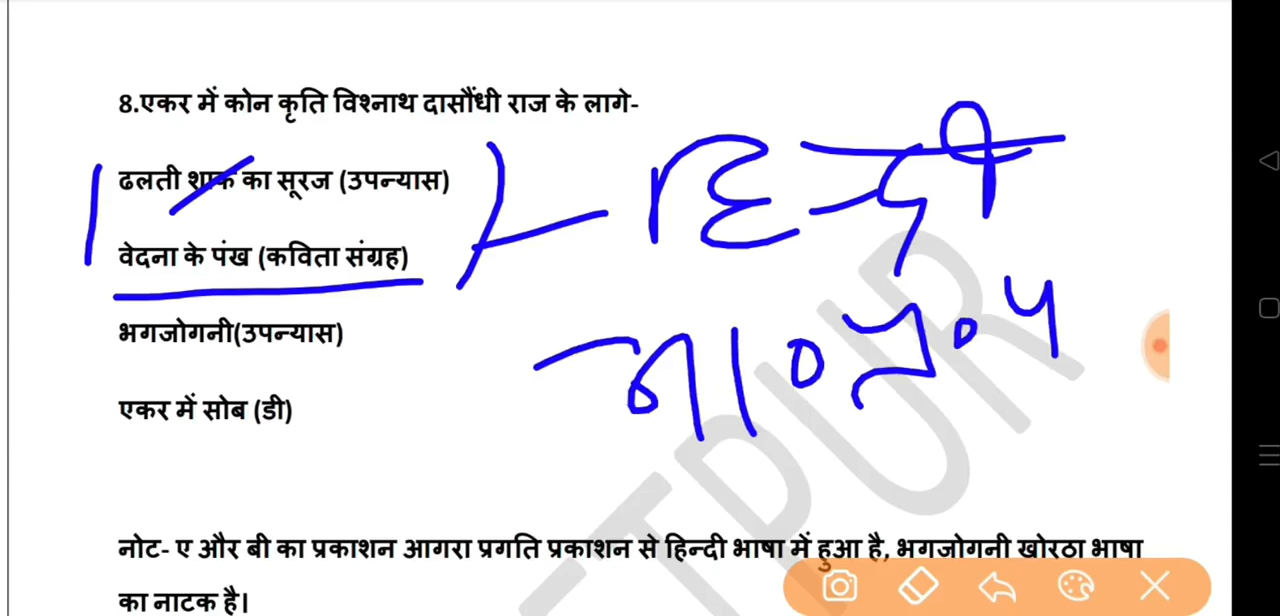 8.एकर में कोन कृति विश्नाथ दासौंधी राज के लागे-
ढलती शाक का सूरज (उपन्यास)
वेदना के पंख (कविता संग्रह)
हिन्दी
भगजोगनी(उपन्यास)
एकर में सोब (डी)
नोट- ए और बी का प्रकाशन आगरा प्रगति प्रकाशन से हिन्दी भाषा में हुआ है, भगजोगनी खोरठा भाषा
का नाटक है।